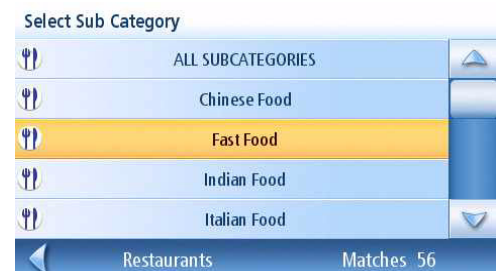 Select Sub Category
ALL SUBCATEGORIES
Chinese Food
Fast Food
Indian Food
Italian Food
Restaurants Matches 56